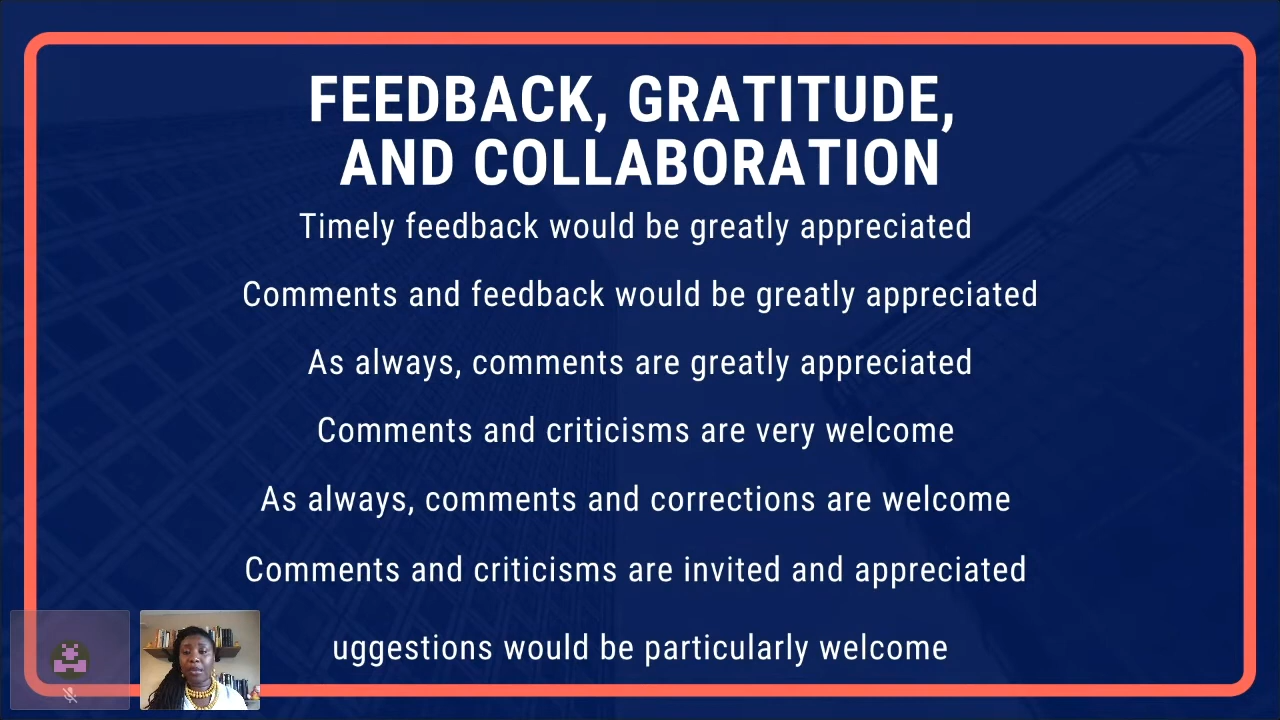 FEEDBACK, GRATITUDE,
AND COLLABORATION
Timely feedback would be greatly appreciated
Comments and feedback would be greatly appreciated
As always, comments are greatly appreciated
Comments and criticisms are very welcome
As always, comments and corrections are welcome
Comments and criticisms are invited and appreciated
uggestions would be particularly welcome